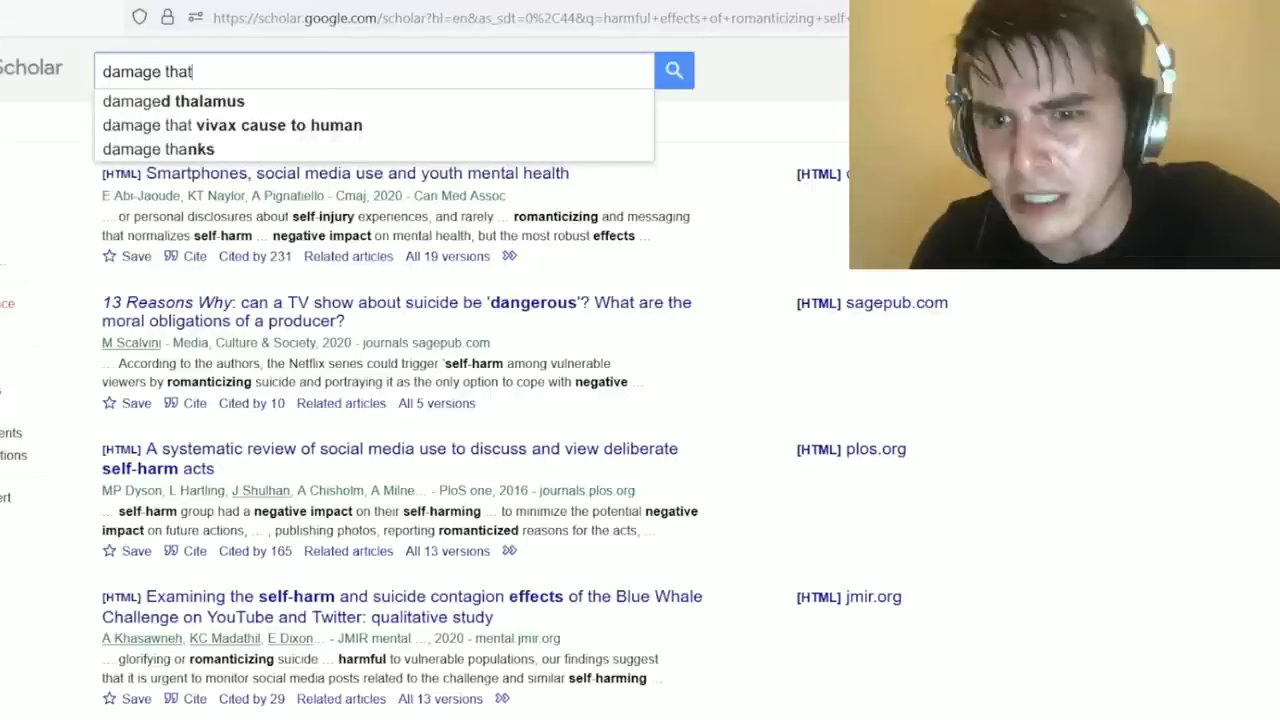 https://scholar.google.com/scholar?hl=en&as_sdt=0%2C44&q=harmful+effects+of+romanticizing+self
Scholar
damage that
damaged thalamus
damage that vivax cause to human
damage thanks
[HTML] Smartphones, social media use and youth mental health
[HTML]
E Abi-Jaoude, KT Naylor, A Pignatiello - Cmaj, 2020 - Can Med Assoc
... or personal disclosures about self-injury experiences, and rarely ... romanticizing and messaging
that normalizes self-harm ... negative impact on mental health, but the most robust effects ...
Save Cite Cited by 231 Related articles All 19 versions
13 Reasons Why: can a TV show about suicide be 'dangerous'? What are the
[HTML] sagepub.com
moral obligations of a producer?
M Scalvini - Media, Culture & Society, 2020 - journals.sagepub.com
... According to the authors, the Netflix series could trigger 'self-harm among vulnerable
viewers by romanticizing suicide and portraying it as the only option to cope with negative ...
Save Cite Cited by 10 Related articles All 5 versions
[HTML] A systematic review of social media use to discuss and view deliberate
[HTML] plos.org
self-harm acts
MP Dyson, L Hartling, J Shulhan, A Chisholm, A Milne... - PloS one, 2016 - journals.plos.org
... self-harm group had a negative impact on their self-harming ... to minimize the potential negative
impact on future actions, ... , publishing photos, reporting romanticized reasons for the acts, ...
Save Cite Cited by 165 Related articles All 13 versions
[HTML] Examining the self-harm and suicide contagion effects of the Blue Whale
[HTML] jmir.org
Challenge on YouTube and Twitter: qualitative study
A Khasawneh, KC Madathil, E Dixon... - JMIR mental ..., 2020 - mental.jmir.org
... glorifying or romanticizing suicide ... harmful to vulnerable populations, our findings suggest
that it is urgent to monitor social media posts related to the challenge and similar self-harming ...
Save Cite Cited by 29 Related articles All 13 versions